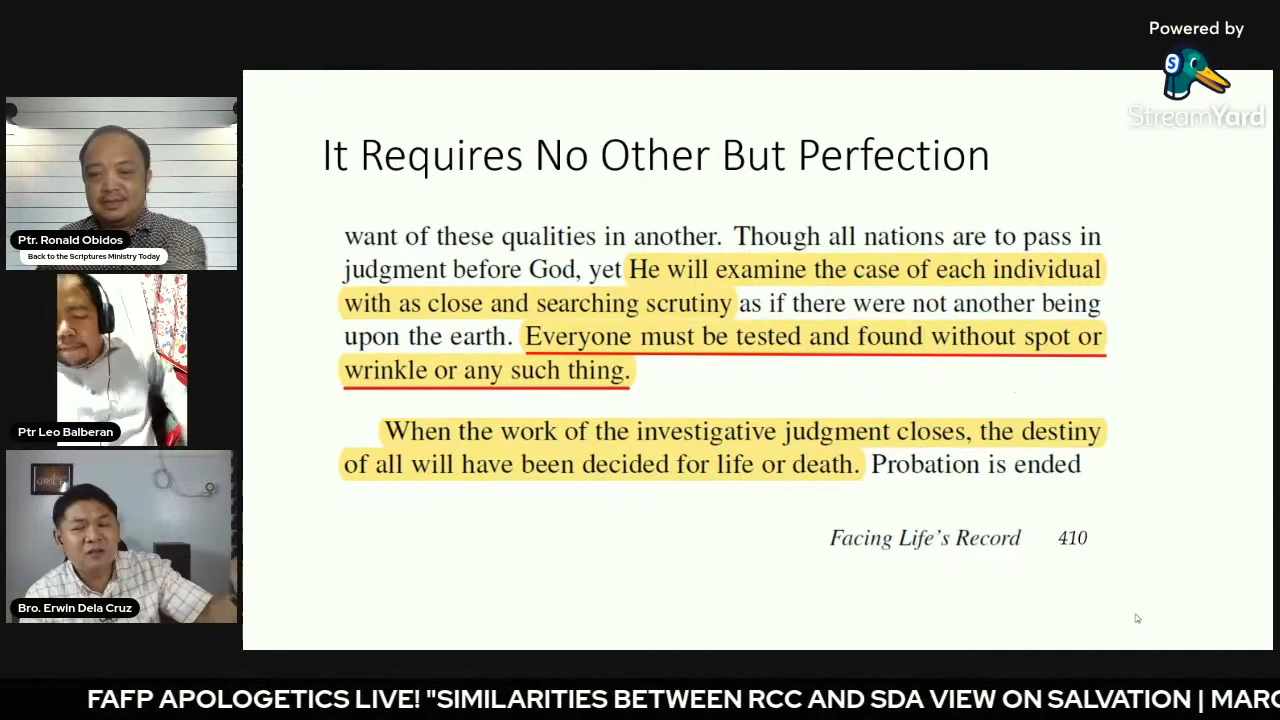 Powered by
StreamYard
It Requires No Other But Perfection
want of these qualities in another. Though all nations are to pass in
judgment before God, yet He will examine the case of each individual
with as close and searching scrutiny as if there were not another being
upon the earth. Everyone must be tested and found without spot or
wrinkle or any such thing.
When the work of the investigative judgment closes, the destiny
of all will have been decided for life or death. Probation is ended
Facing Life's Record 410
Ptr. Ronald Obidos
Back to the Scriptures Ministry Today
Ptr Leo Balberan
GRACE
Bro. Erwin Dela Cruz
FAFP APOLOGETICS LIVE! "SIMILARITIES BETWEEN RCC AND SDA VIEW ON SALVATION | MARC